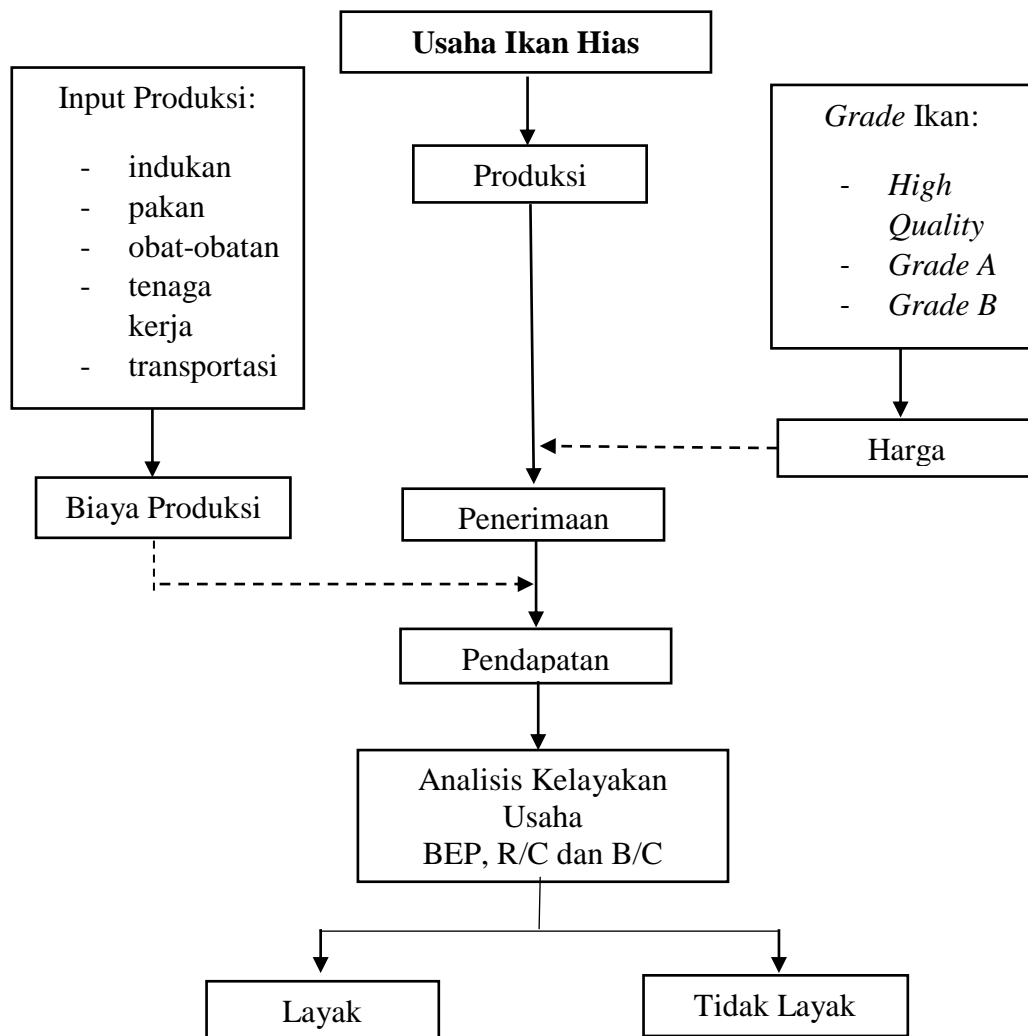 Usaha Ikan Hias
Input Produksi:
- indukan
- pakan
- obat-obatan
- tenaga
kerja
- transportasi
Grade Ikan:
- High
Quality
- Grade A
- Grade B
Produksi
Harga
Biaya Produksi
Penerimaan
Pendapatan
Analisis Kelayakan
Usaha
BEP, R/C dan B/C
Layak
Tidak Layak